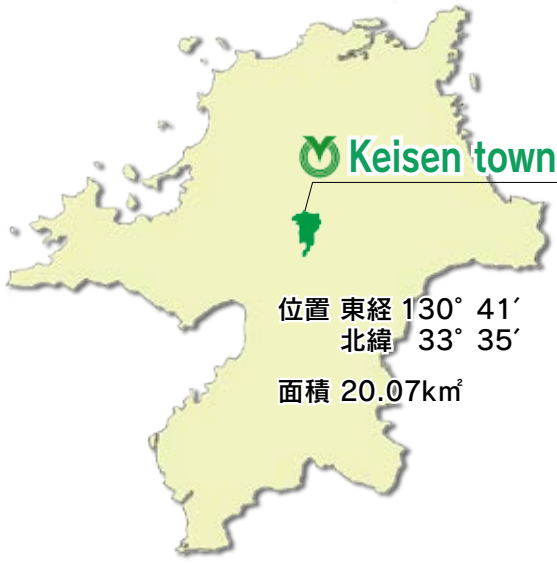 Keisen town
位置 東経 130° 41′
北緯 33° 35′
面積 20.07k㎡